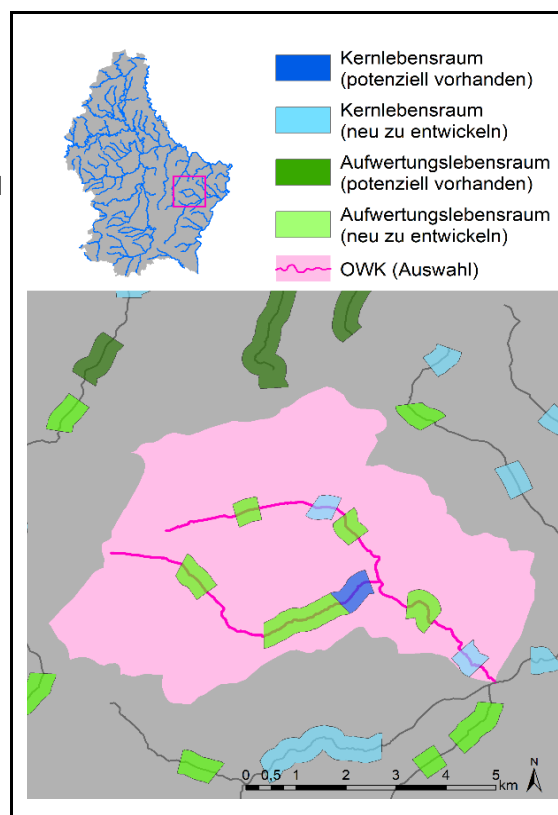 Kernlebensraum
(potenziell vorhanden)
Kernlebensraum
(neu zu entwickeln)
Aufwertungslebensraum
(potenziell vorhanden)
Aufwertungslebensraum
(neu zu entwickeln)
OWK (Auswahl)
0 0,5 1 2 3 4 5
km
N